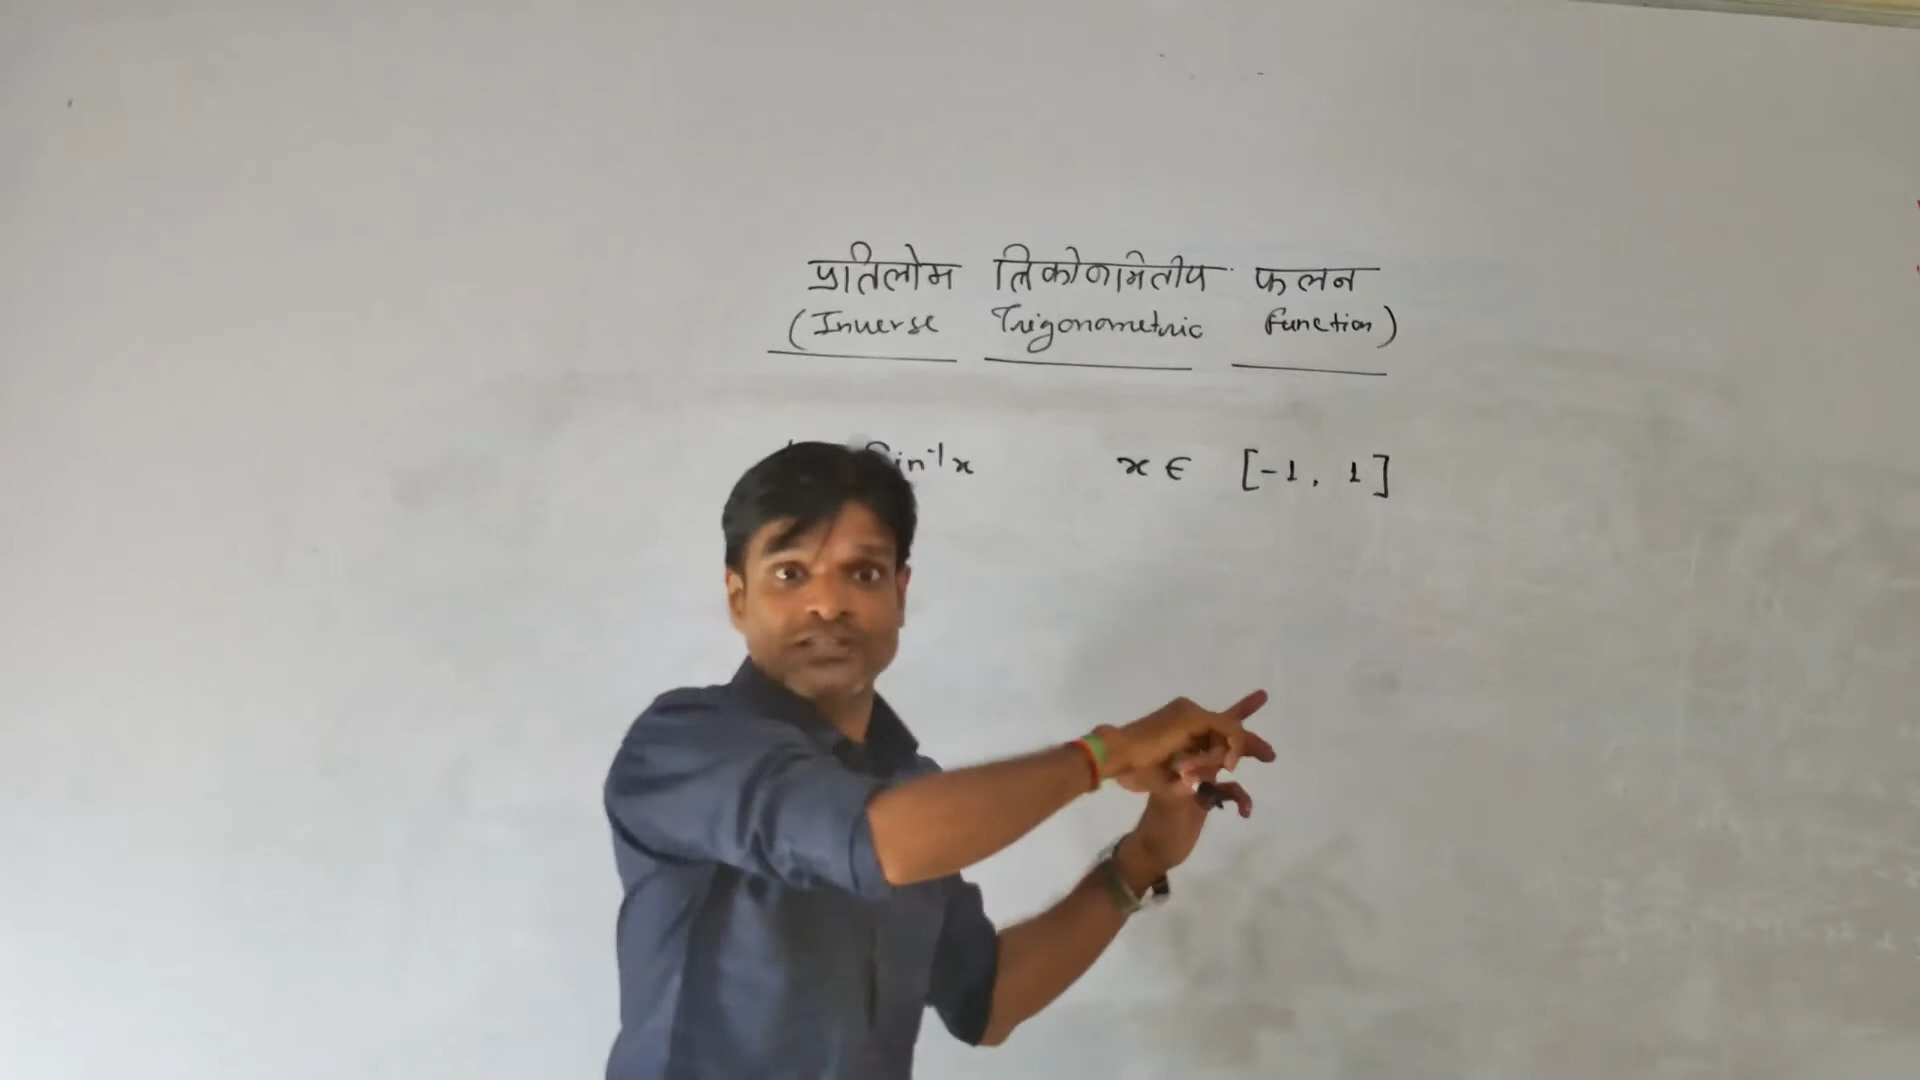 प्रतिलोम त्रिकोणमितीय फलन
(Inverse Trigonometric Function)
Sin⁻¹x x ∈ [-1, 1]